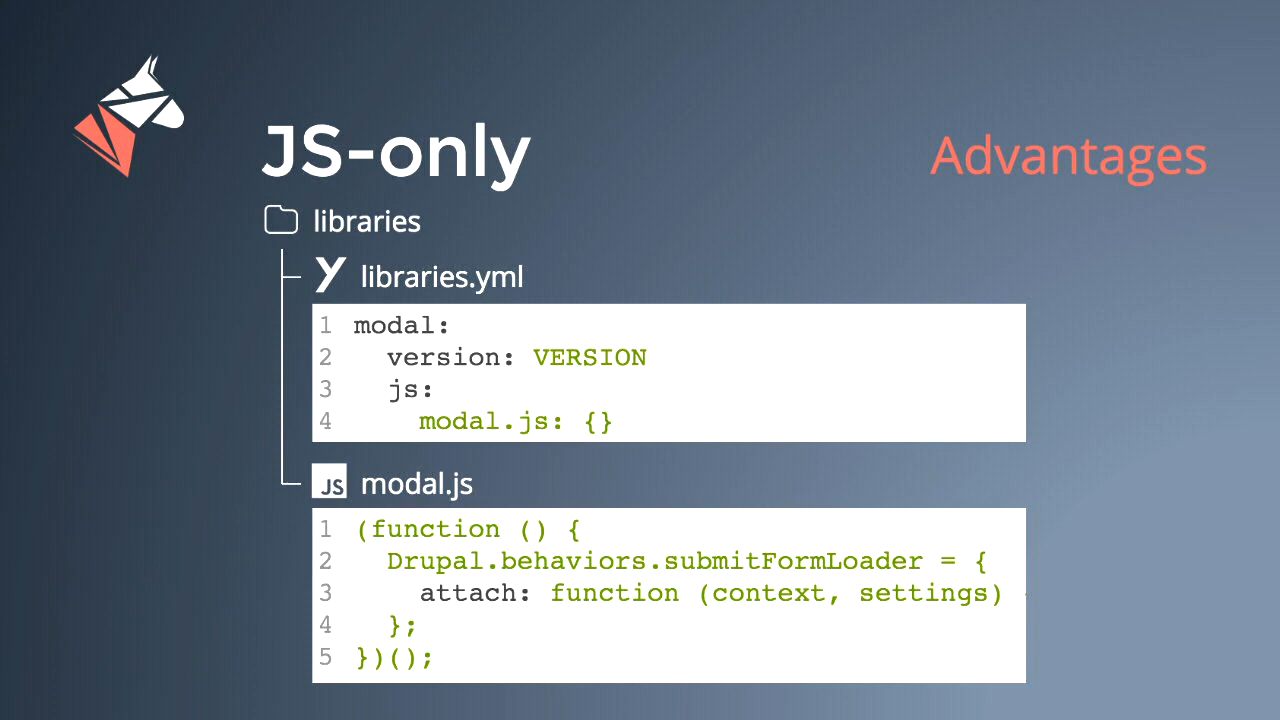 JS-only
Advantages
libraries
libraries.yml
1 modal:
2   version: VERSION
3   js:
4     modal.js: {}
JS modal.js
1 (function () {
2   Drupal.behaviors.submitFormLoader = {
3     attach: function (context, settings)
4   };
5 })();